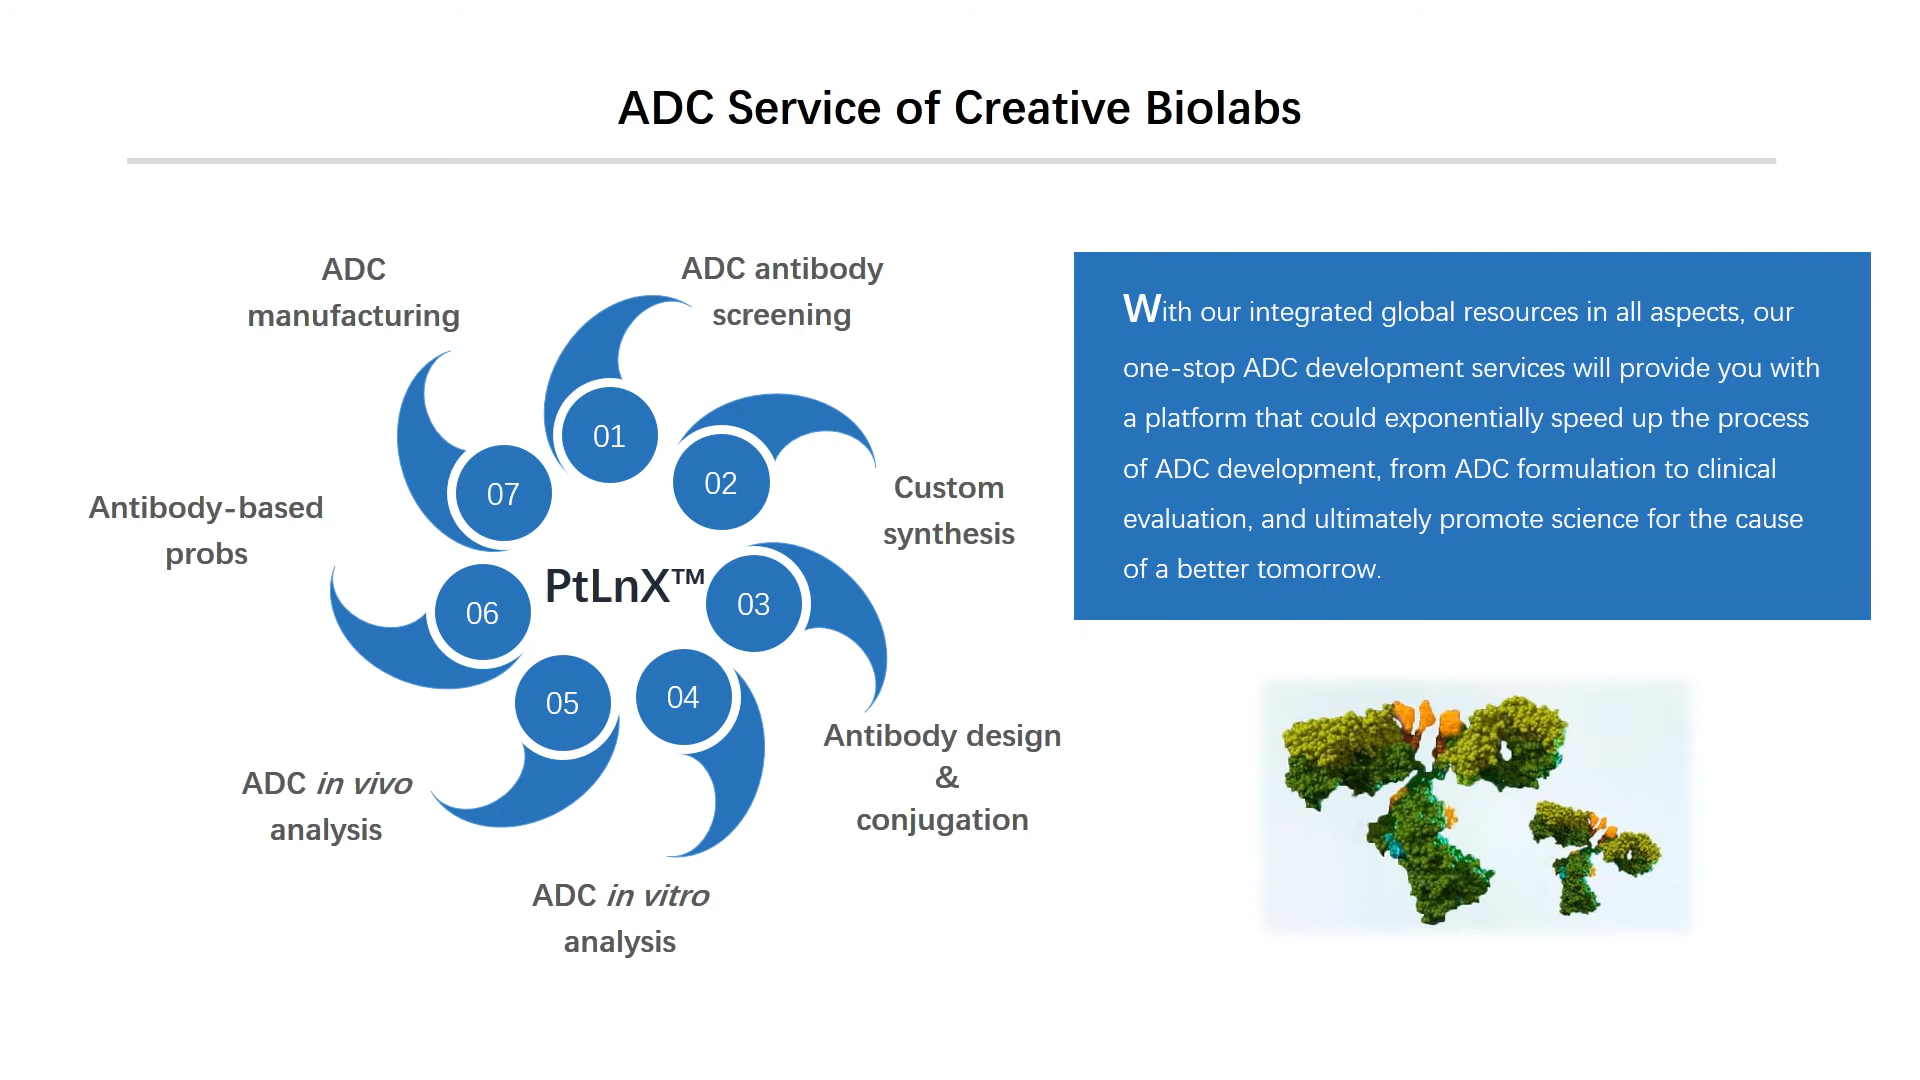 ADC Service of Creative Biolabs
ADC
manufacturing
ADC antibody
screening
Custom
synthesis
Antibody design
&
conjugation
ADC in vitro
analysis
ADC in vivo
analysis
Antibody-based
probs
01
02
03
04
05
06
07
PtLnX™
With our integrated global resources in all aspects, our
one-stop ADC development services will provide you with
a platform that could exponentially speed up the process
of ADC development, from ADC formulation to clinical
evaluation, and ultimately promote science for the cause
of a better tomorrow.